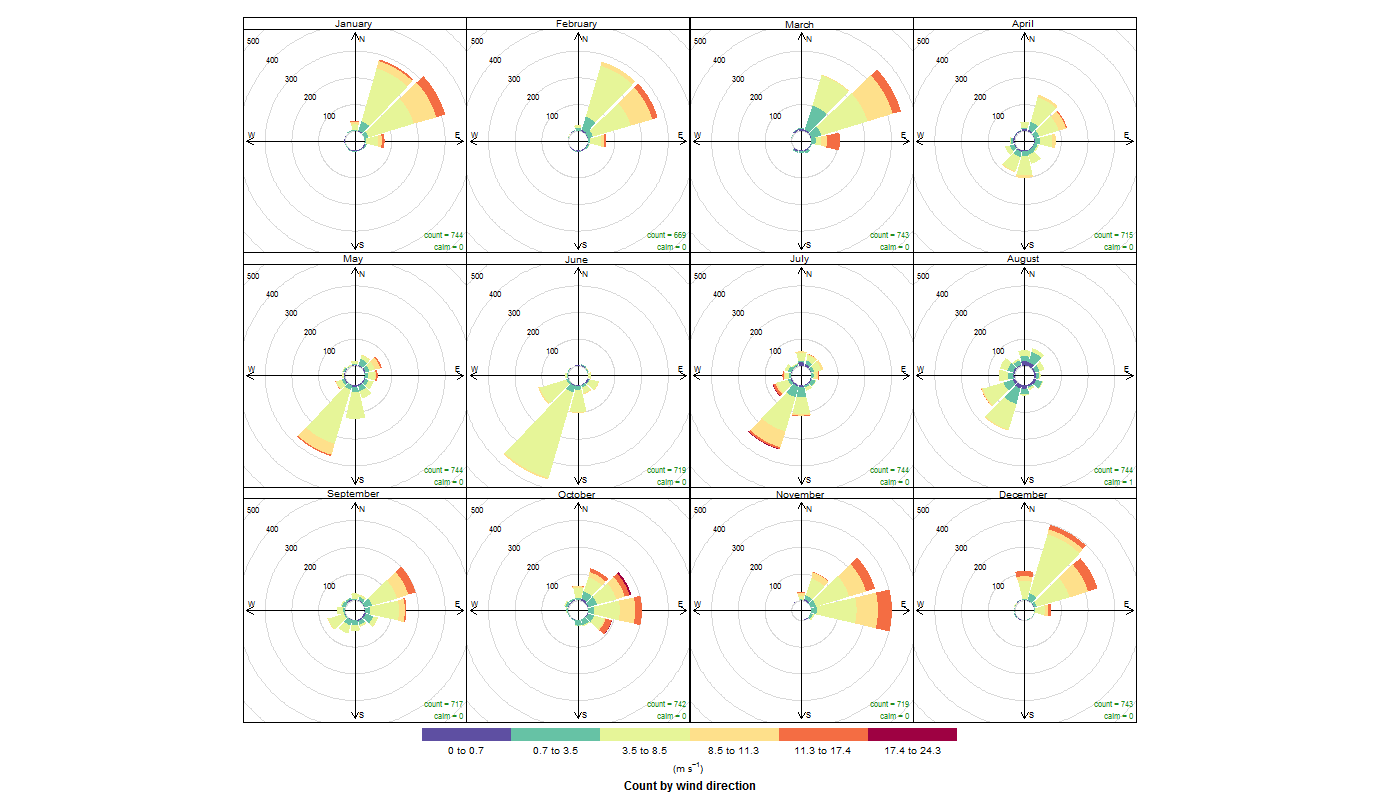 January
500
400
300
200
100
N
W
E
S
count = 744
calm = 0
February
500
400
300
200
100
N
W
E
S
count = 669
calm = 0
March
500
400
300
200
100
N
W
E
S
count = 743
calm = 0
April
500
400
300
200
100
N
W
E
S
count = 715
calm = 0
May
500
400
300
200
100
N
W
E
S
count = 744
calm = 0
June
500
400
300
200
100
N
W
E
S
count = 719
calm = 0
July
500
400
300
200
100
N
W
E
S
count = 744
calm = 0
August
500
400
300
200
100
N
W
E
S
count = 744
calm = 1
September
500
400
300
200
100
N
W
E
S
count = 717
calm = 0
October
500
400
300
200
100
N
W
E
S
count = 742
calm = 0
November
500
400
300
200
100
N
W
E
S
count = 719
calm = 0
December
500
400
300
200
100
N
W
E
S
count = 743
calm = 0
0 to 0.7 0.7 to 3.5 3.5 to 8.5 8.5 to 11.3 11.3 to 17.4 17.4 to 24.3
(m s⁻¹)
Count by wind direction